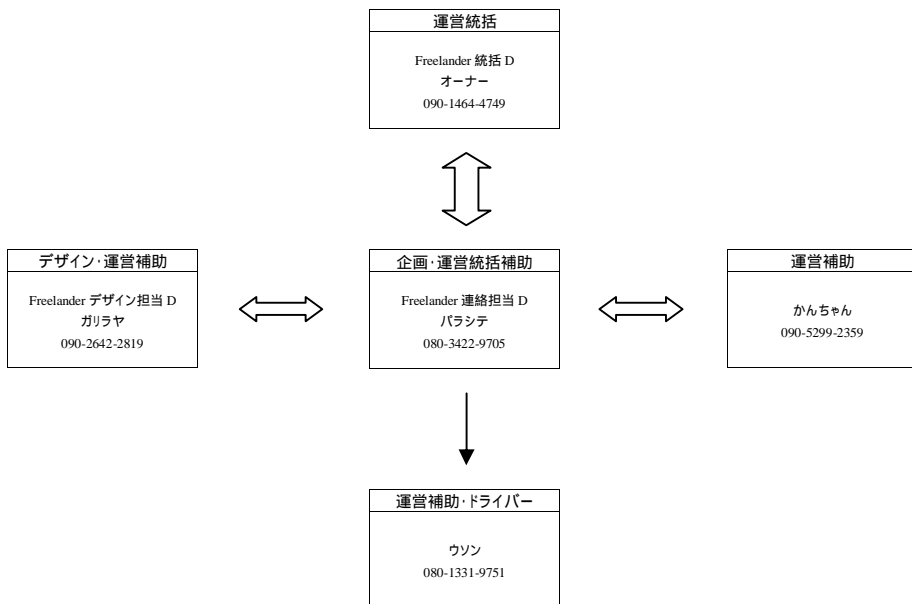 運営統括
Freelander 統括 D
オーナー
090-1464-4749
デザイン・運営補助
Freelander デザイン担当 D
ガリラヤ
090-2642-2819
企画・運営統括補助
Freelander 連絡担当 D
パラシテ
080-3422-9705
運営補助
かんちゃん
090-5299-2359
運営補助・ドライバー
ウソン
080-1331-9751